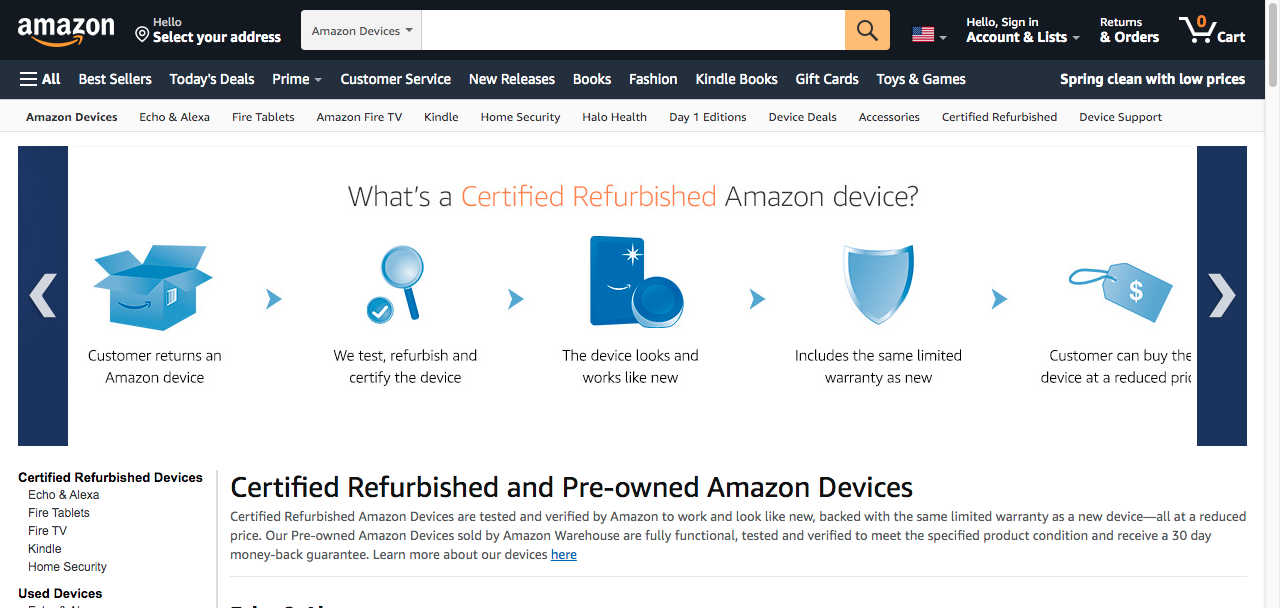 amazon
Hello
Select your address
Amazon Devices
Hello, Sign in
Account & Lists
Returns
& Orders
0
Cart
All
Best Sellers
Today's Deals
Prime
Customer Service
New Releases
Books
Fashion
Kindle Books
Gift Cards
Toys & Games
Spring clean with low prices
Amazon Devices
Echo & Alexa
Fire Tablets
Amazon Fire TV
Kindle
Home Security
Halo Health
Day 1 Editions
Device Deals
Accessories
Certified Refurbished
Device Support
What's a Certified Refurbished Amazon device?
$
Customer returns an
Amazon device
We test, refurbish and
certify the device
The device looks and
works like new
Includes the same limited
warranty as new
Customer can buy the
device at a reduced
Certified Refurbished Devices
Echo & Alexa
Fire Tablets
Fire TV
Kindle
Home Security
Used Devices
Certified Refurbished and Pre-owned Amazon Devices
Certified Refurbished Amazon Devices are tested and verified by Amazon to work and look like new, backed with the same limited warranty as a new device—all at a reduced
price. Our Pre-owned Amazon Devices sold by Amazon Warehouse are fully functional, tested and verified to meet the specified product condition and receive a 30 day
money-back guarantee. Learn more about our devices here